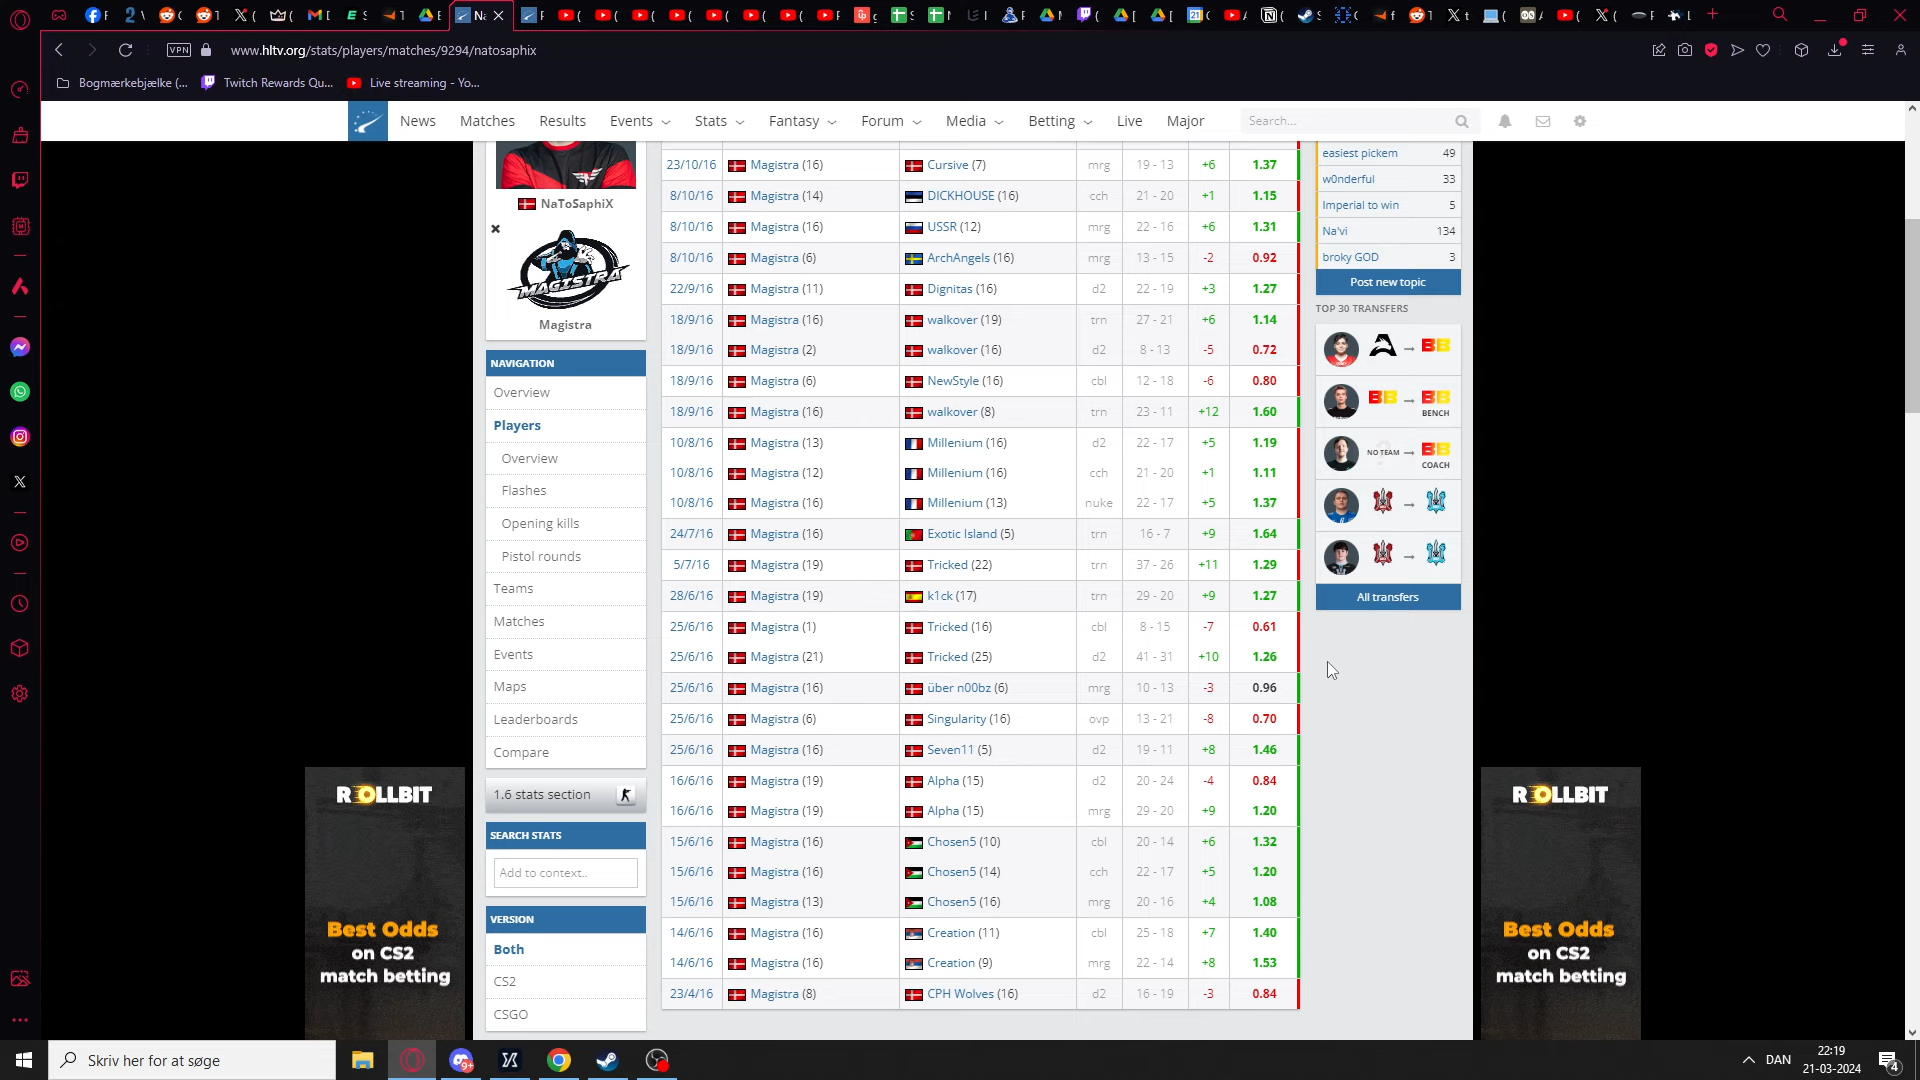 www.hltv.org/stats/players/matches/9294/natosaphix
VPN
Bogmærkebjælke (...
Twitch Rewards Qu...
Live streaming - Yo...
News Matches Results Events Stats Fantasy Forum Media Betting Live Major Search...
NaToSaphiX
MAGISTRA
Magistra
NAVIGATION
Overview
Players
Overview
Flashes
Opening kills
Pistol rounds
Teams
Matches
Events
Maps
Leaderboards
Compare
1.6 stats section
SEARCH STATS
Add to context..
VERSION
Both
CS2
CSGO
23/10/16 Magistra (16) Cursive (7) mrg 19 - 13 +6 1.37
8/10/16 Magistra (14) DICKHOUSE (16) cch 21 - 20 +1 1.15
8/10/16 Magistra (16) USSR (12) mrg 22 - 16 +6 1.31
8/10/16 Magistra (6) ArchAngels (16) mrg 13 - 15 -2 0.92
22/9/16 Magistra (11) Dignitas (16) d2 22 - 19 +3 1.27
18/9/16 Magistra (16) walkover (19) trn 27 - 21 +6 1.14
18/9/16 Magistra (2) walkover (16) d2 8 - 13 -5 0.72
18/9/16 Magistra (6) NewStyle (16) cbl 12 - 18 -6 0.80
18/9/16 Magistra (16) walkover (8) trn 23 - 11 +12 1.60
10/8/16 Magistra (13) Millenium (16) d2 22 - 17 +5 1.19
10/8/16 Magistra (12) Millenium (16) cch 21 - 20 +1 1.11
10/8/16 Magistra (16) Millenium (13) nuke 22 - 17 +5 1.37
24/7/16 Magistra (16) Exotic Island (5) trn 16 - 7 +9 1.64
5/7/16 Magistra (19) Tricked (22) trn 37 - 26 +11 1.29
28/6/16 Magistra (19) k1ck (17) trn 29 - 20 +9 1.27
25/6/16 Magistra (1) Tricked (16) cbl 8 - 15 -7 0.61
25/6/16 Magistra (21) Tricked (25) d2 41 - 31 +10 1.26
25/6/16 Magistra (16) über n00bz (6) mrg 10 - 13 -3 0.96
25/6/16 Magistra (6) Singularity (16) ovp 13 - 21 -8 0.70
25/6/16 Magistra (16) Seven11 (5) d2 19 - 11 +8 1.46
16/6/16 Magistra (19) Alpha (15) d2 20 - 24 -4 0.84
16/6/16 Magistra (19) Alpha (15) mrg 29 - 20 +9 1.20
15/6/16 Magistra (16) Chosen5 (10) cbl 20 - 14 +6 1.32
15/6/16 Magistra (16) Chosen5 (14) cch 22 - 17 +5 1.20
15/6/16 Magistra (13) Chosen5 (16) mrg 20 - 16 +4 1.08
14/6/16 Magistra (16) Creation (11) cbl 25 - 18 +7 1.40
14/6/16 Magistra (16) Creation (9) mrg 22 - 14 +8 1.53
23/4/16 Magistra (8) CPH Wolves (16) d2 16 - 19 -3 0.84
easiest pickem 49
w0nderful 33
Imperial to win 5
Na'vi 134
broky GOD 3
Post new topic
TOP 30 TRANSFERS
BB
BB BB
BENCH
NO TEAM BB
COACH
All transfers
ROLLBIT
Best Odds
on CS2
match betting
ROLLBIT
Best Odds
on CS2
match betting
Skriv her for at søge
9+
DAN
22:19
21-03-2024
4